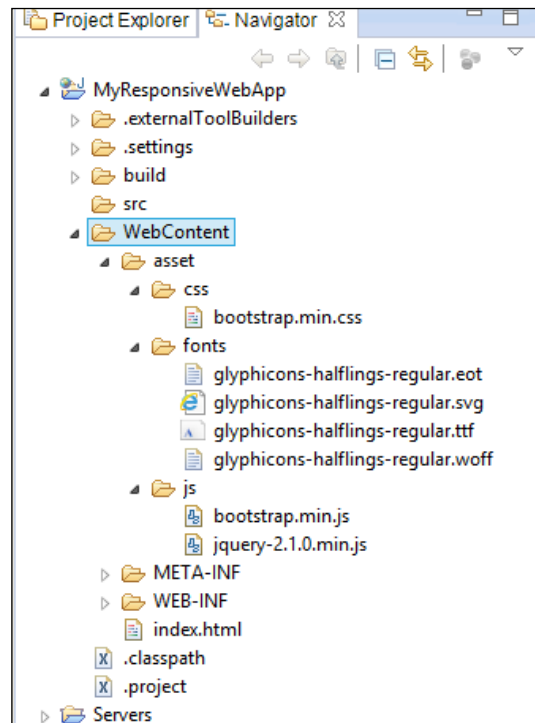 Project Explorer Navigator
MyResponsiveWebApp
.externalToolBuilders
.settings
build
src
WebContent
asset
css
bootstrap.min.css
fonts
glyphicons-halflings-regular.eot
glyphicons-halflings-regular.svg
glyphicons-halflings-regular.ttf
glyphicons-halflings-regular.woff
js
bootstrap.min.js
jquery-2.1.0.min.js
META-INF
WEB-INF
index.html
.classpath
.project
Servers